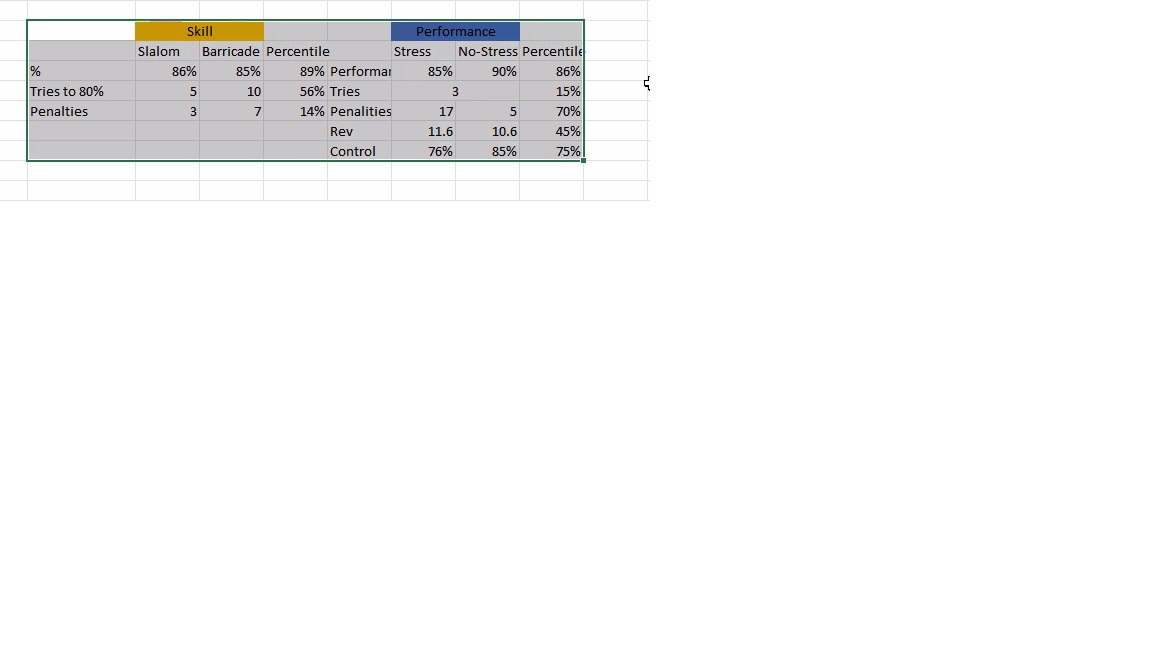 Skill Performance
Slalom Barricade Percentile Stress No-Stress Percentile
% 86% 85% 89% Performar 85% 90% 86%
Tries to 80% 5 10 56% Tries 3 15%
Penalties 3 7 14% Penalities 17 5 70%
Rev 11.6 10.6 45%
Control 76% 85% 75%